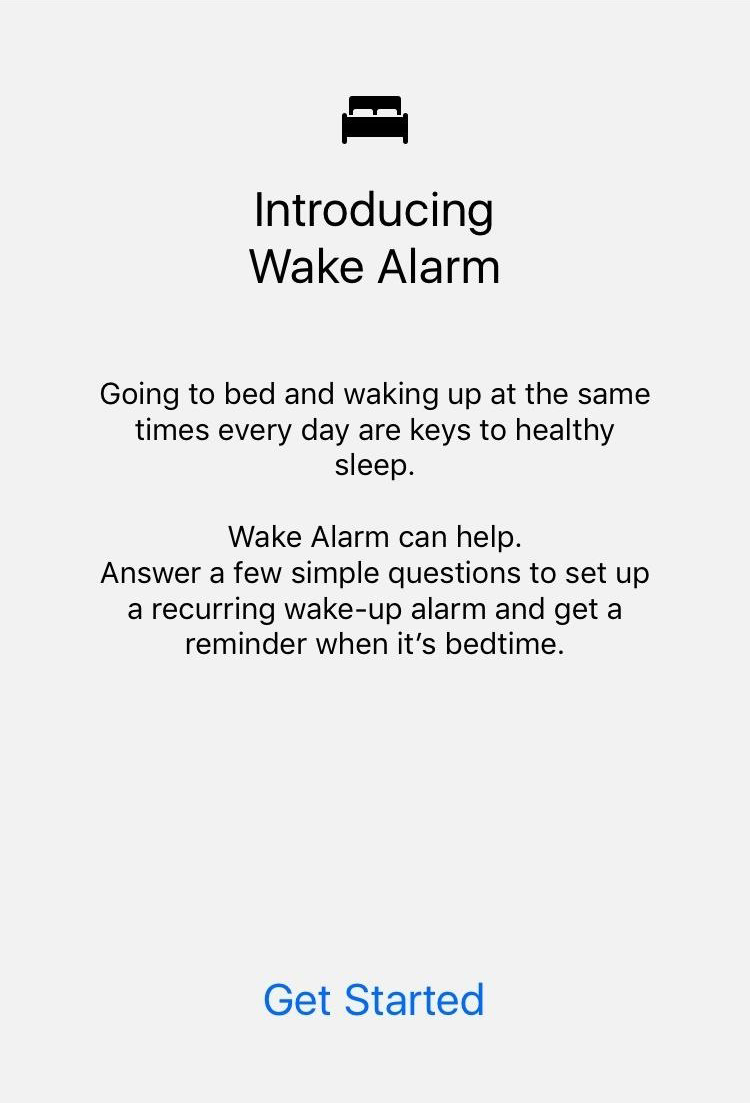 Introducing
Wake Alarm
Going to bed and waking up at the same
times every day are keys to healthy
sleep.
Wake Alarm can help.
Answer a few simple questions to set up
a recurring wake-up alarm and get a
reminder when it’s bedtime.
Get Started